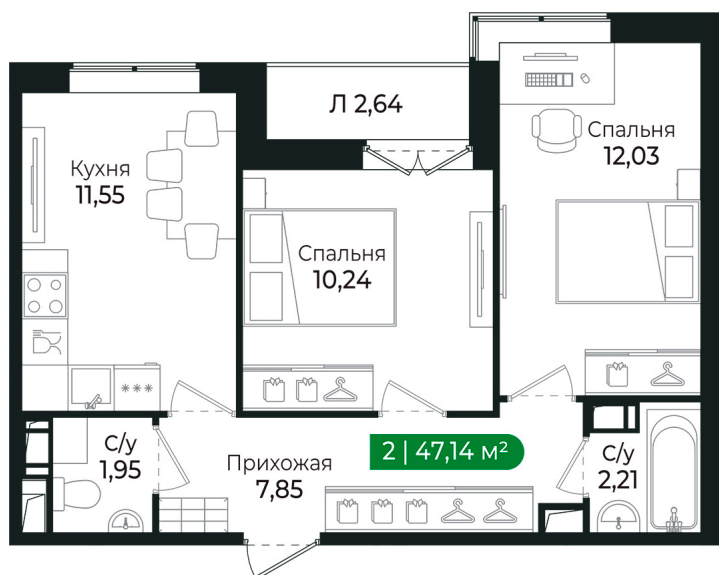 Л 2,64
Спальня
12,03
Кухня
11,55
Спальня
10,24
С/у
1,95
Прихожая
7,85
2 | 47,14 м²
С/у
2,21